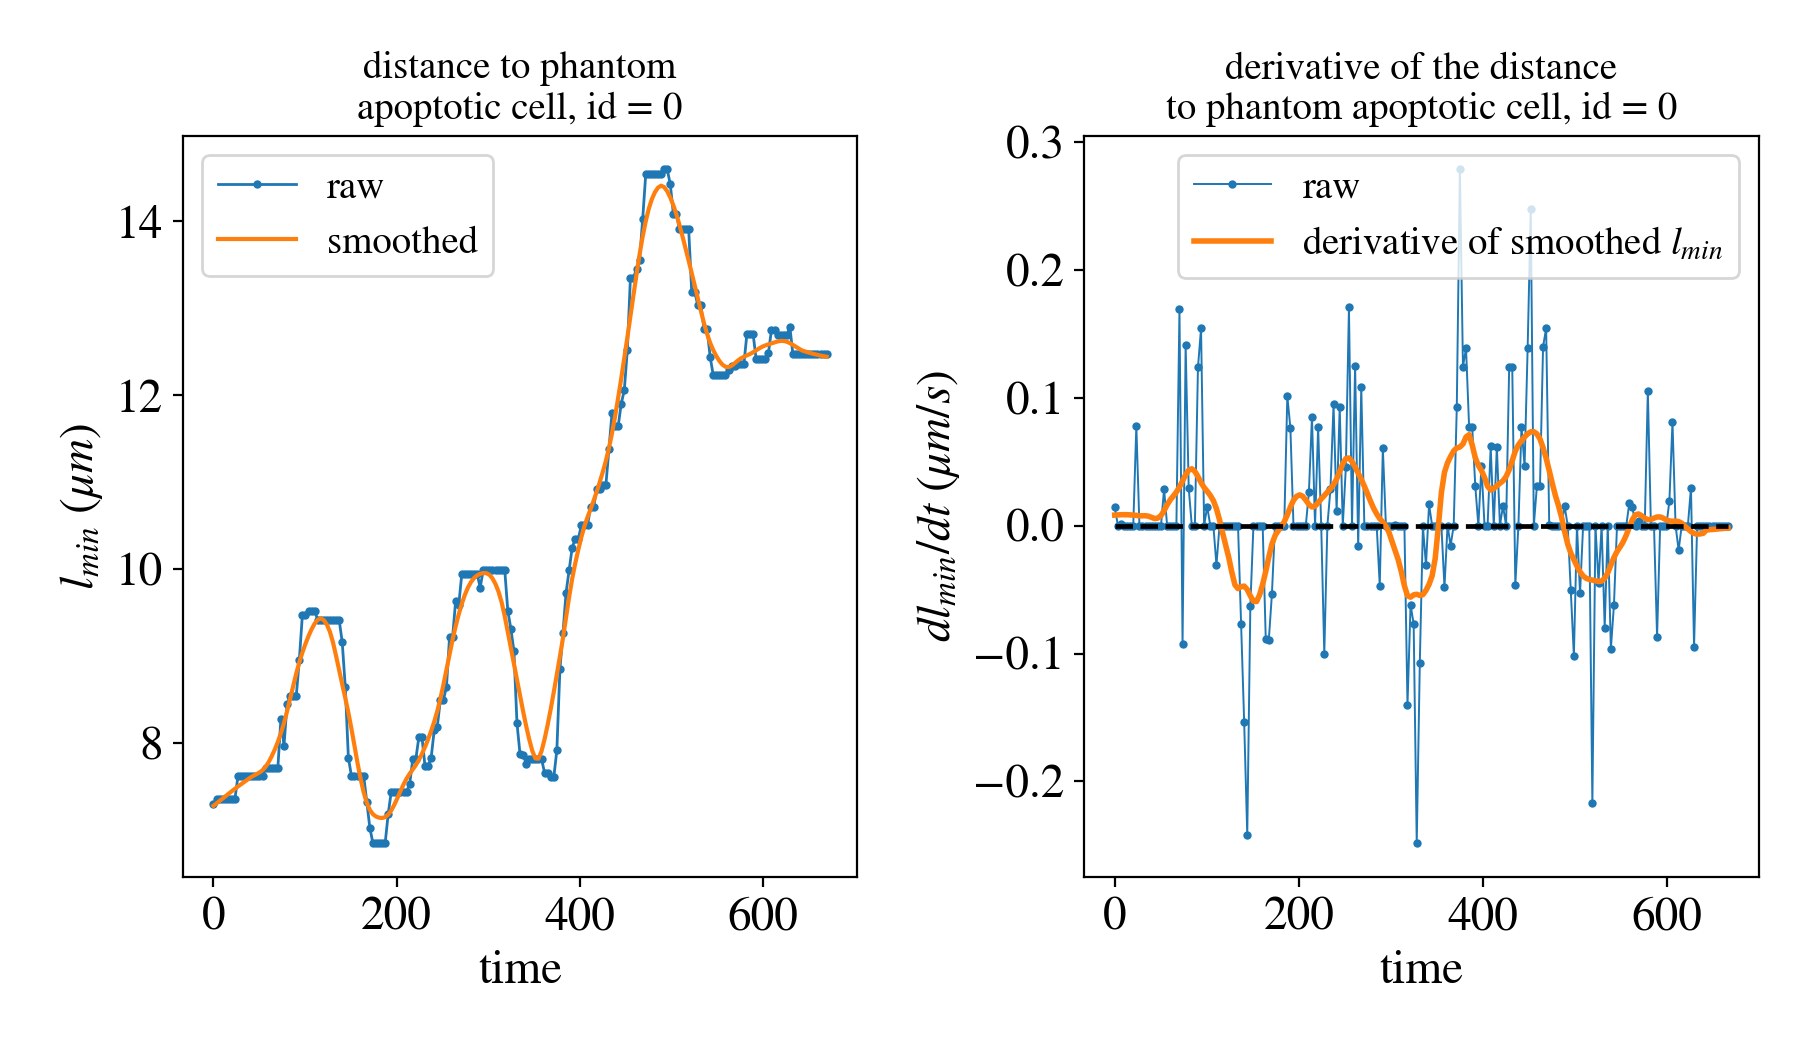 distance to phantom
apoptotic cell, id = 0
raw
smoothed
14
12
10
8
l_min (μm)
0
200
400
600
time
derivative of the distance
to phantom apoptotic cell, id = 0
raw
derivative of smoothed l_min
0.3
0.2
0.1
0.0
−0.1
−0.2
dl_min/dt (μm/s)
0
200
400
600
time